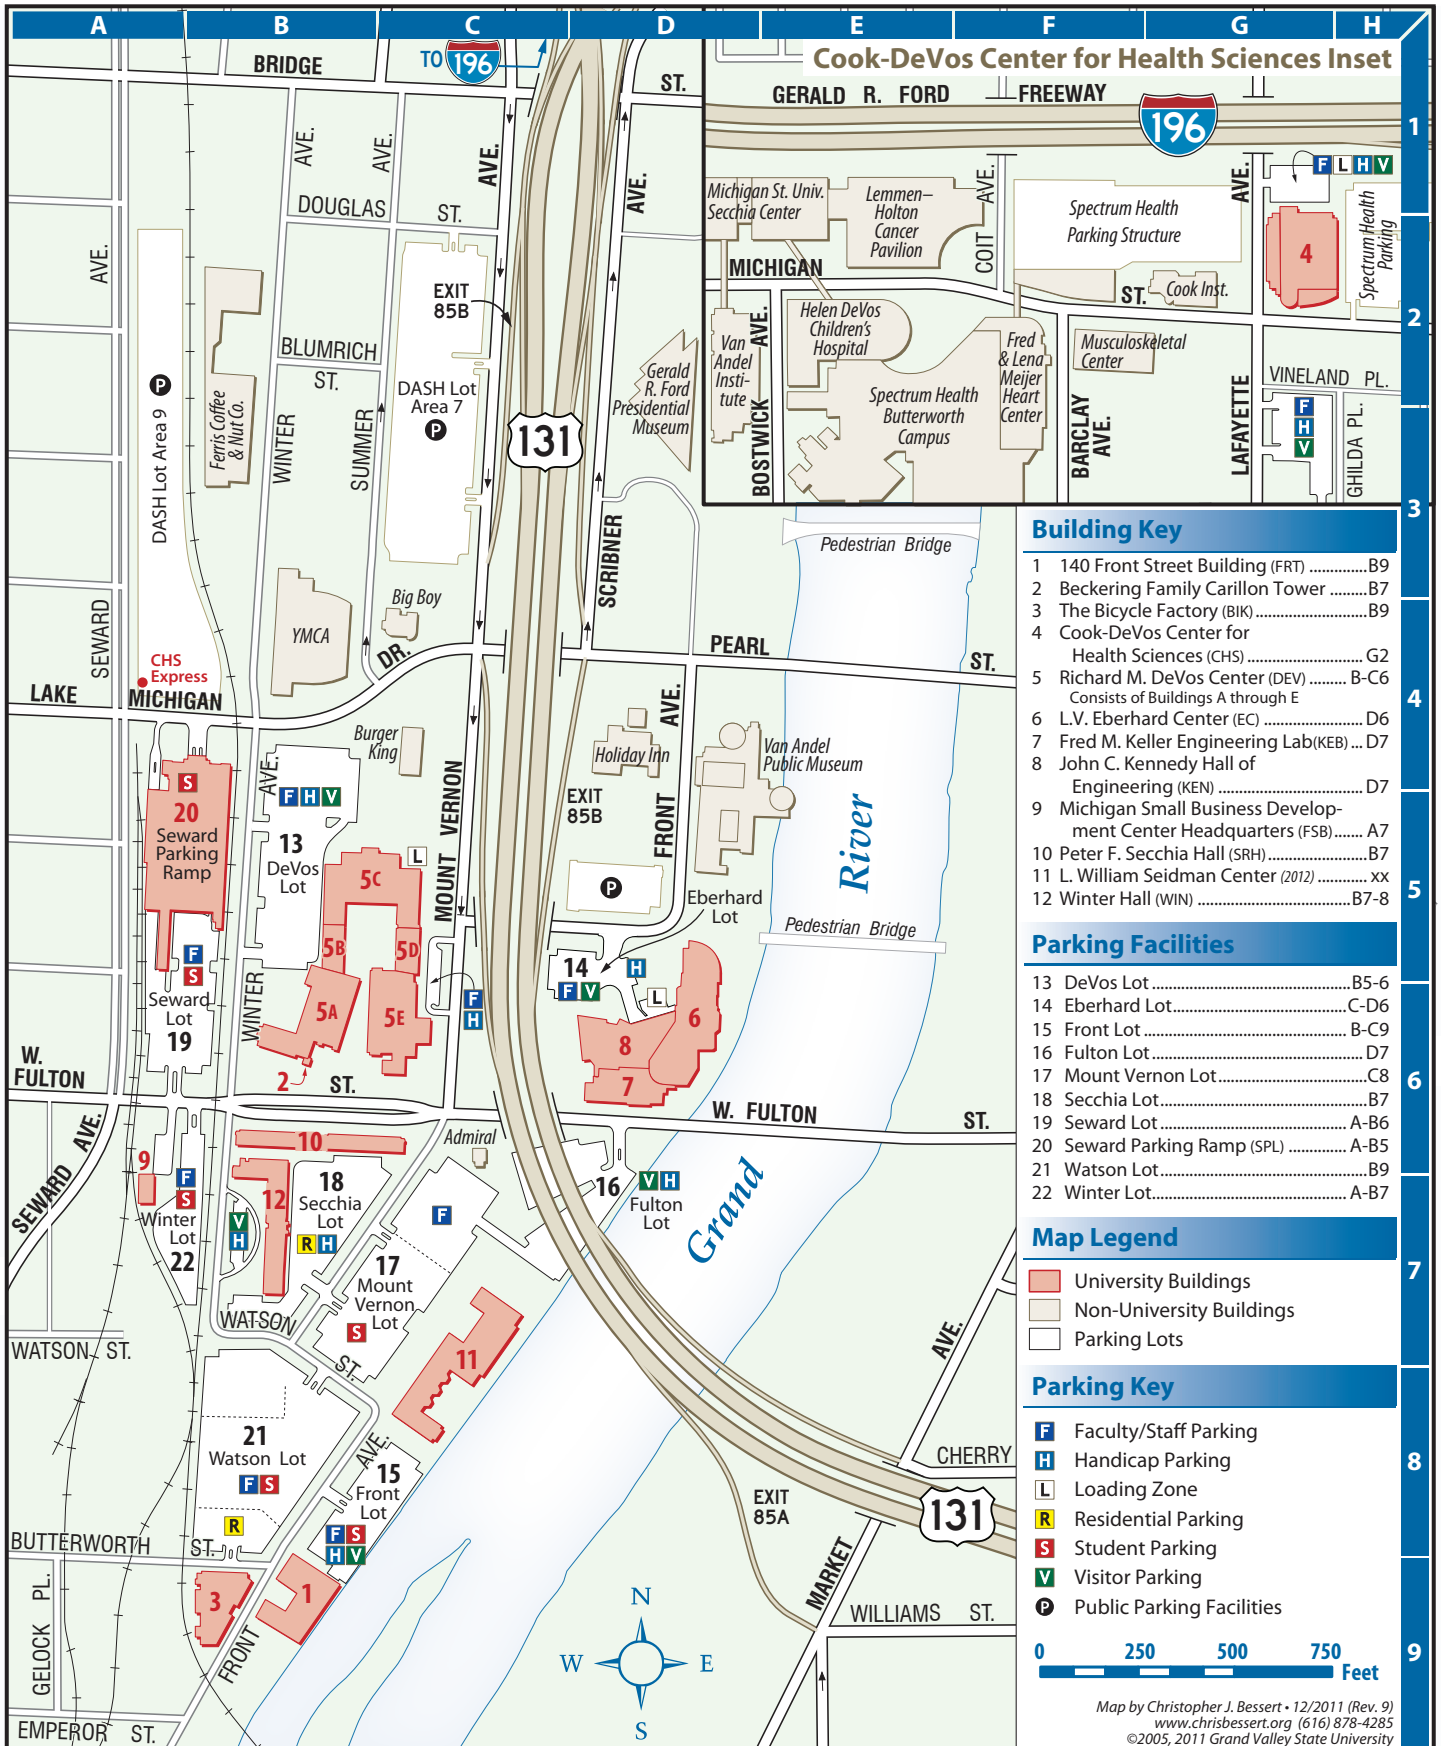 A B C D E F G H
Cook-DeVos Center for Health Sciences Inset
TO 196
BRIDGE ST.
GERALD R. FORD FREEWAY
196
1
AVE.
AVE.
AVE.
AVE.
AVE.
AVE.
F L H V
Michigan St. Univ.
Secchia Center
Lemmen–
Holton
Cancer
Pavilion
COIT AVE.
Spectrum Health
Parking Structure
4
Spectrum Health
Parking
DOUGLAS ST.
MICHIGAN ST.
Cook Inst.
2
EXIT
85B
BLUMRICH
ST.
DASH Lot
Area 7
P
DASH Lot Area 9
P
Ferris Coffee
& Nut Co.
WINTER
SUMMER
131
Gerald
R. Ford
Presidential
Museum
Van
Andel
Insti-
tute
BOSTWICK AVE.
Helen DeVos
Children's
Hospital
Spectrum Health
Butterworth
Campus
Fred
& Lena
Meijer
Heart
Center
Musculoskeletal
Center
BARCLAY
AVE.
LAFAYETTE
VINELAND PL.
F
H
V
GHILDA PL.
3
Pedestrian Bridge
SCRIBNER
SEWARD
YMCA
Big Boy
CHS
Express
LAKE MICHIGAN DR.
PEARL ST.
4
Burger
King
Holiday Inn
AVE.
FRONT
Van Andel
Public Museum
EXIT
85B
MOUNT VERNON
S
20
Seward
Parking
Ramp
AVE.
F H V
13
DeVos
Lot
5C
L
P
Eberhard
Lot
River
5
Pedestrian Bridge
5B
5D
5A
5E
F
S
Seward
Lot
19
WINTER
F
H
14
F V
H
L
6
8
7
2
W.
FULTON ST.
W. FULTON ST.
6
SEWARD AVE.
9
10
Admiral
F
S
Winter
Lot
22
V
H
12
18
Secchia
Lot
R H
F
16
V H
Fulton
Lot
Grand
17
Mount
Vernon
Lot
S
7
WATSON
ST.
WATSON ST.
11
AVE.
21
Watson Lot
F S
R
AVE.
15
Front
Lot
F S
H V
CHERRY
131
EXIT
85A
8
BUTTERWORTH ST.
GELOCK PL.
3
1
FRONT
MARKET
WILLIAMS ST.
N
W E
S
9
EMPEROR ST.
Building Key
1 140 Front Street Building (FRT) ..............B9
2 Beckering Family Carillon Tower .........B7
3 The Bicycle Factory (BIK) ...........................B9
4 Cook-DeVos Center for
Health Sciences (CHS) ............................ G2
5 Richard M. DeVos Center (DEV) ......... B-C6
Consists of Buildings A through E
6 L.V. Eberhard Center (EC) ........................ D6
7 Fred M. Keller Engineering Lab(KEB) ... D7
8 John C. Kennedy Hall of
Engineering (KEN) ................................... D7
9 Michigan Small Business Develop-
ment Center Headquarters (FSB)....... A7
10 Peter F. Secchia Hall (SRH) ........................B7
11 L. William Seidman Center (2012) ............ xx
12 Winter Hall (WIN) .....................................B7-8
Parking Facilities
13 DeVos Lot .............................................B5-6
14 Eberhard Lot........................................ C-D6
15 Front Lot .............................................. B-C9
16 Fulton Lot .............................................. D7
17 Mount Vernon Lot.....................................C8
18 Secchia Lot ..............................................B7
19 Seward Lot ............................................ A-B6
20 Seward Parking Ramp (SPL) .............. A-B5
21 Watson Lot..............................................B9
22 Winter Lot.............................................. A-B7
Map Legend
University Buildings
Non-University Buildings
Parking Lots
Parking Key
F Faculty/Staff Parking
H Handicap Parking
L Loading Zone
R Residential Parking
S Student Parking
V Visitor Parking
P Public Parking Facilities
0 250 500 750
Feet
Map by Christopher J. Bessert • 12/2011 (Rev. 9)
www.chrisbessert.org (616) 878-4285
©2005, 2011 Grand Valley State University